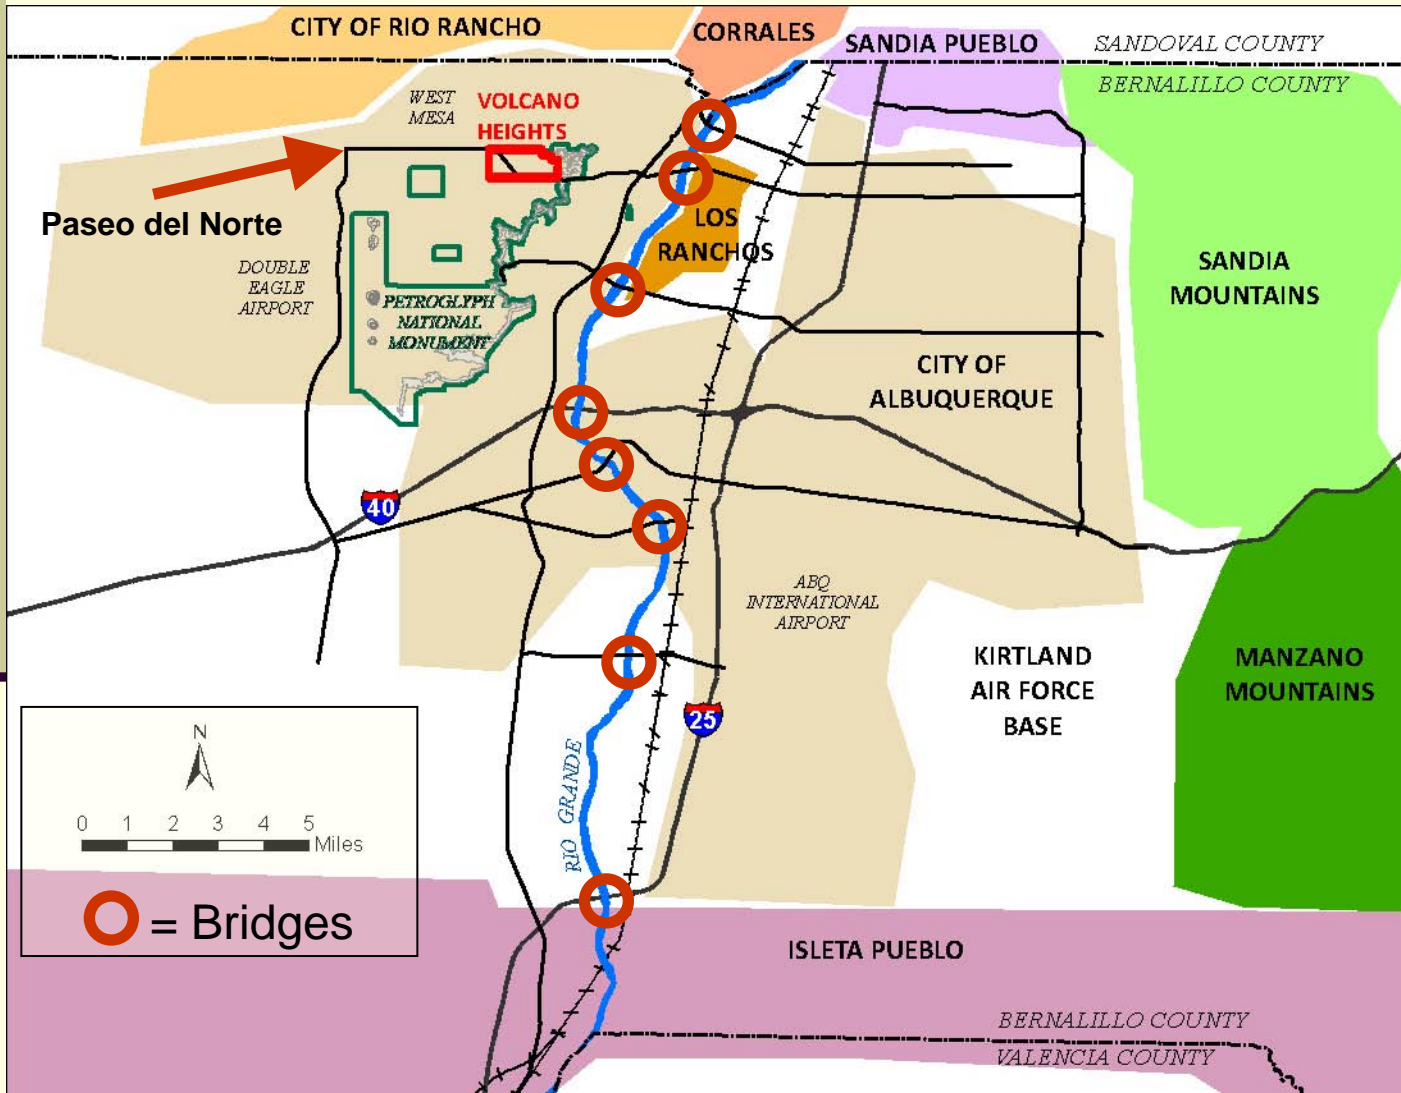 CITY OF RIO RANCHO
CORRALES
SANDIA PUEBLO
SANDOVAL COUNTY
BERNALILLO COUNTY
WEST
MESA
VOLCANO
HEIGHTS
Paseo del Norte
LOS
RANCHOS
DOUBLE
EAGLE
AIRPORT
PETROGLYPH
NATIONAL
MONUMENT
SANDIA
MOUNTAINS
CITY OF
ALBUQUERQUE
40
ABQ
INTERNATIONAL
AIRPORT
KIRTLAND
AIR FORCE
BASE
MANZANO
MOUNTAINS
25
RIO GRANDE
N
0 1 2 3 4 5
Miles
= Bridges
ISLETA PUEBLO
BERNALILLO COUNTY
VALENCIA COUNTY